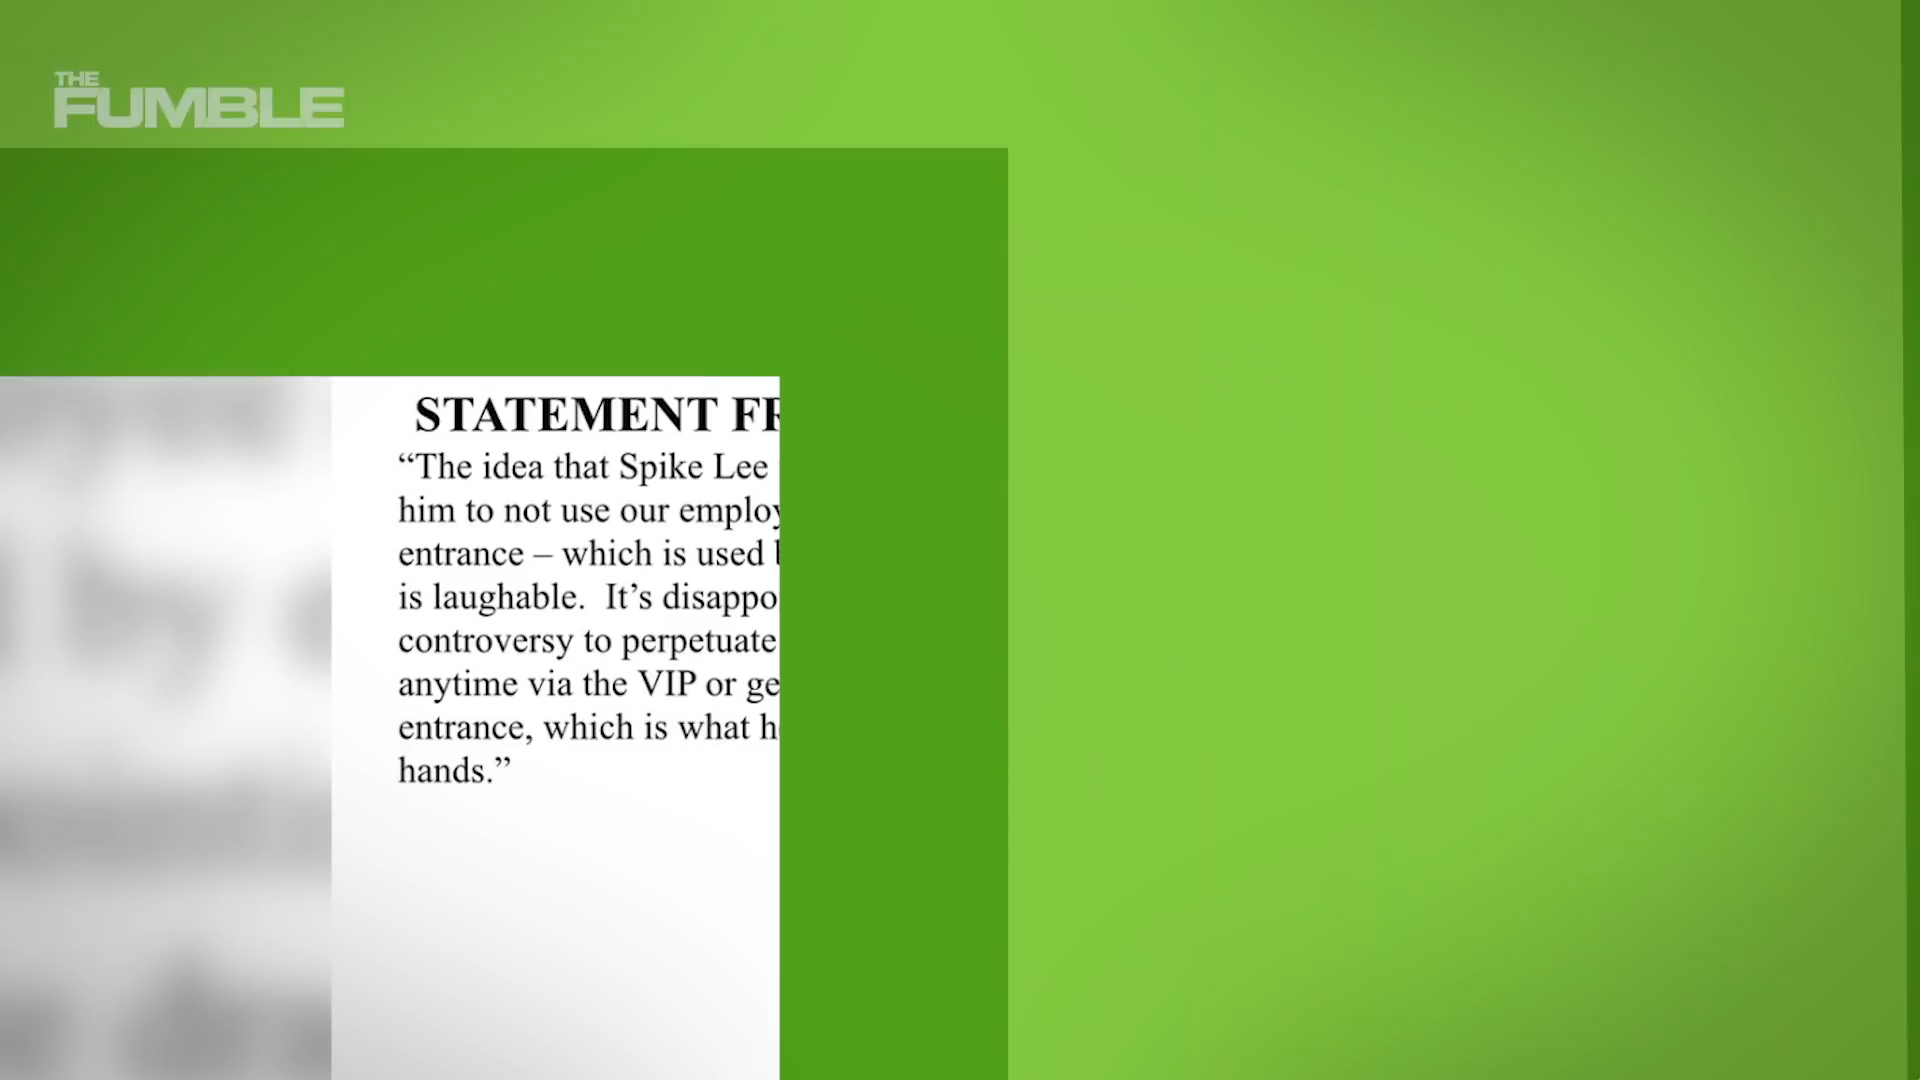 THE
FUMBLE
STATEMENT FR
“The idea that Spike Lee
him to not use our employ
entrance – which is used b
is laughable.  It’s disappo
controversy to perpetuate
anytime via the VIP or ge
entrance, which is what h
hands.”